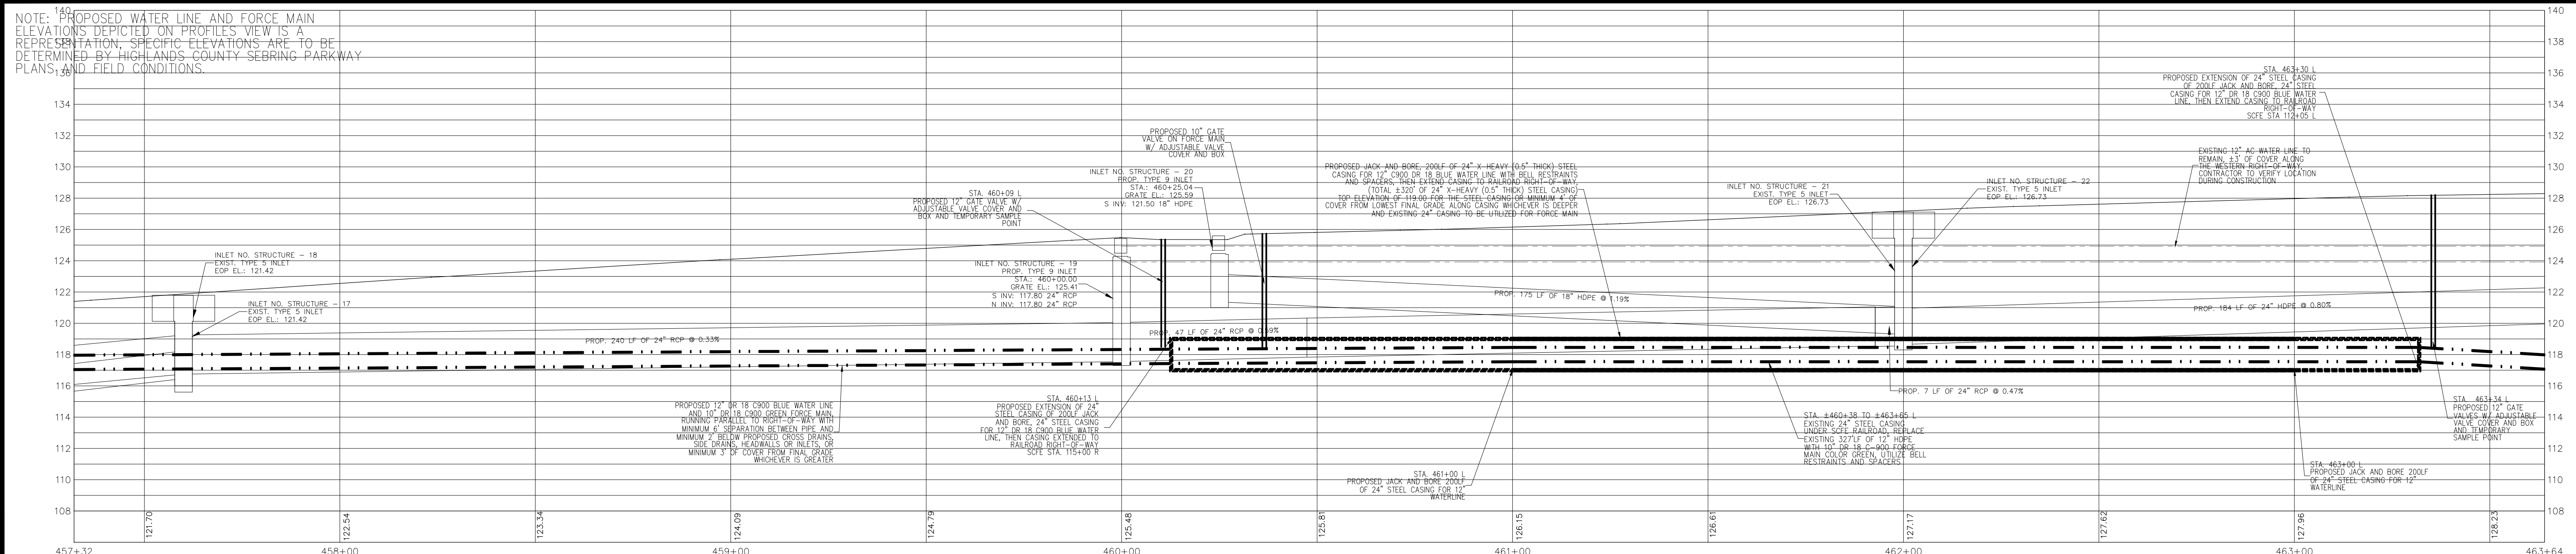 NOTE: PROPOSED WATER LINE AND FORCE MAIN
ELEVATIONS DEPICTED ON PROFILES VIEW IS A
REPRESENTATION, SPECIFIC ELEVATIONS ARE TO BE
DETERMINED BY HIGHLANDS COUNTY SEBRING PARKWAY
PLANS AND FIELD CONDITIONS.
140
138
136
134
132
130
128
126
124
122
120
118
116
114
112
110
108
INLET NO. STRUCTURE - 18
EXIST. TYPE 5 INLET
EOP EL.: 121.42
INLET NO. STRUCTURE - 17
EXIST. TYPE 5 INLET
EOP EL.: 121.42
PROP. 240 LF OF 24" RCP @ 0.33%
PROPOSED 12" DR 18 C900 BLUE WATER LINE
AND 10" DR 18 C900 GREEN FORCE MAIN,
RUNNING PARALLEL TO RIGHT-OF-WAY WITH
MINIMUM 6' SEPARATION BETWEEN PIPE AND
MINIMUM 2' BELOW PROPOSED CROSS DRAINS,
SIDE DRAINS, HEADWALLS OR INLETS, OR
MINIMUM 3' OF COVER FROM FINAL GRADE
WHICHEVER IS GREATER
STA. 460+09 L
PROPOSED 12" GATE VALVE W/
ADJUSTABLE VALVE COVER AND
BOX AND TEMPORARY SAMPLE
POINT
INLET NO. STRUCTURE - 19
PROP. TYPE 9 INLET
STA.: 460+00.00
GRATE EL.: 125.41
S INV: 117.80 24" RCP
N INV: 117.80 24" RCP
PROPOSED 10" GATE
VALVE ON FORCE MAIN
W/ ADJUSTABLE VALVE
COVER AND BOX
INLET NO. STRUCTURE - 20
PROP. TYPE 9 INLET
STA.: 460+25.04
GRATE EL.: 125.59
S INV: 121.50 18" HDPE
PROP. 47 LF OF 24" RCP @ 0.59%
STA. 460+13 L
PROPOSED EXTENSION OF 24"
STEEL CASING OF 200LF JACK
AND BORE, 24" STEEL CASING
FOR 12" DR 18 C900 BLUE WATER
LINE, THEN CASING EXTENDED TO
RAILROAD RIGHT-OF-WAY
SCFE STA. 115+00 R
PROPOSED JACK AND BORE, 200LF OF 24" X-HEAVY (0.5" THICK) STEEL
CASING FOR 12" C900 DR 18 BLUE WATER LINE WITH BELL RESTRAINTS
AND SPACERS, THEN EXTEND CASING TO RAILROAD RIGHT-OF-WAY,
(TOTAL ±320' OF 24" X-HEAVY (0.5" THICK) STEEL CASING)
TOP ELEVATION OF 119.00 FOR THE STEEL CASING OR MINIMUM 4' OF
COVER FROM LOWEST FINAL GRADE ALONG CASING WHICHEVER IS DEEPER
AND EXISTING 24" CASING TO BE UTILIZED FOR FORCE MAIN
PROP. 175 LF OF 18" HDPE @ 1.19%
STA. 461+00 L
PROPOSED JACK AND BORE 200LF
OF 24" STEEL CASING FOR 12"
WATERLINE
INLET NO. STRUCTURE - 21
EXIST. TYPE 5 INLET
EOP EL.: 126.73
INLET NO. STRUCTURE - 22
EXIST. TYPE 5 INLET
EOP EL.: 126.73
PROP. 7 LF OF 24" RCP @ 0.47%
STA. ±460+38 TO ±463+65 L
EXISTING 24" STEEL CASING
UNDER SCFE RAILROAD, REPLACE
EXISTING 327'LF OF 12" HDPE
WITH 10" DR 18 C-900 FORCE
MAIN COLOR GREEN, UTILIZE BELL
RESTRAINTS AND SPACERS
EXISTING 12" AC WATER LINE TO
REMAIN, ±3' OF COVER ALONG
THE WESTERN RIGHT-OF-WAY,
CONTRACTOR TO VERIFY LOCATION
DURING CONSTRUCTION
STA. 463+30 L
PROPOSED EXTENSION OF 24" STEEL CASING
OF 200LF JACK AND BORE, 24" STEEL
CASING FOR 12" DR 18 C900 BLUE WATER
LINE, THEN EXTEND CASING TO RAILROAD
RIGHT-OF-WAY
SCFE STA 112+05 L
PROP. 184 LF OF 24" HDPE @ 0.80%
STA. 463+34 L
PROPOSED 12" GATE
VALVES W/ ADJUSTABLE
VALVE COVER AND BOX
AND TEMPORARY
SAMPLE POINT
STA. 463+00 L
PROPOSED JACK AND BORE 200LF
OF 24" STEEL CASING FOR 12"
WATERLINE
140
138
136
134
132
130
128
126
124
122
120
118
116
114
112
110
108
121.70
122.54
123.34
124.09
124.79
125.48
125.81
126.15
126.61
127.17
127.62
127.96
128.23
457+32
458+00
459+00
460+00
461+00
462+00
463+00
463+64